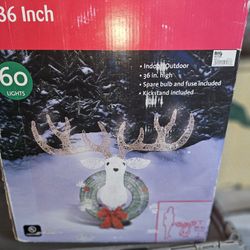 36 Inch
60
LIGHTS
• Indoor/Outdoor
• 36 in. high
• Spare bulb and fuse included
• Kickstand included